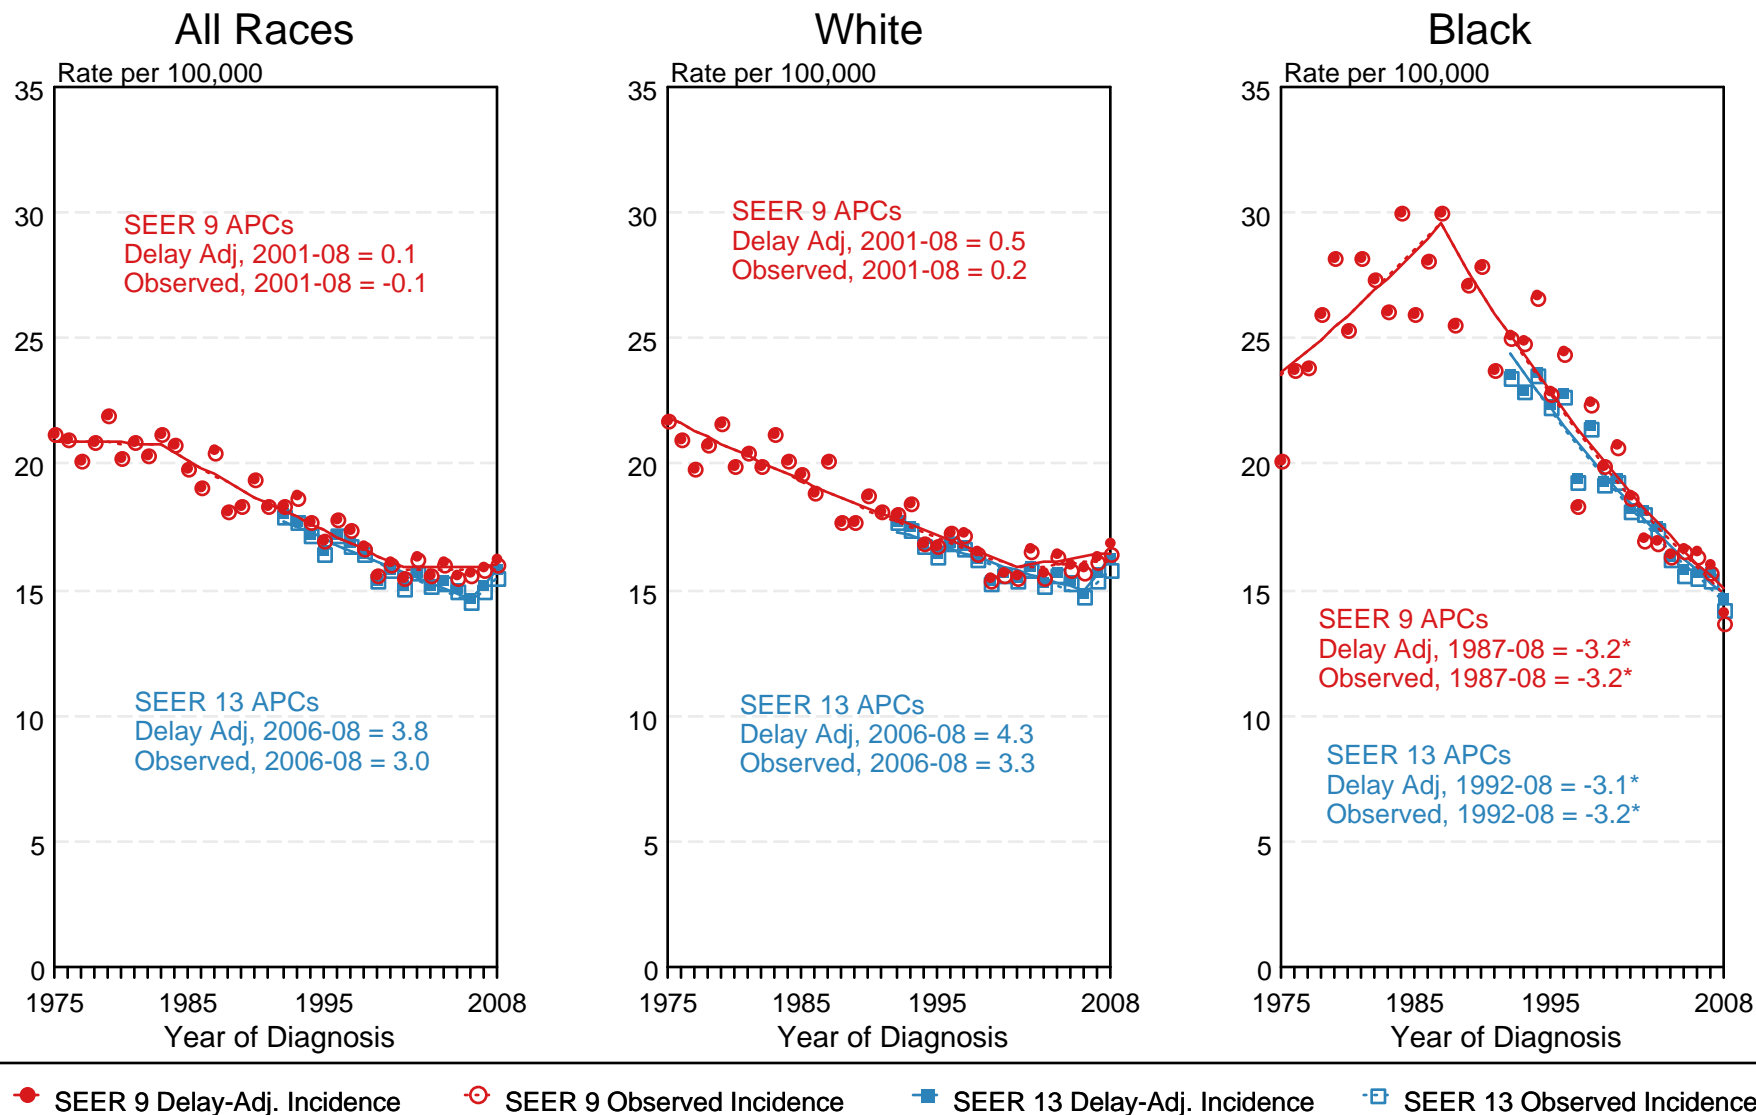 All Races
Rate per 100,000
35
30
25
20
15
10
5
0
SEER 9 APCs
Delay Adj, 2001-08 = 0.1
Observed, 2001-08 = -0.1
SEER 13 APCs
Delay Adj, 2006-08 = 3.8
Observed, 2006-08 = 3.0
1975 1985 1995 2008
Year of Diagnosis
White
Rate per 100,000
35
30
25
20
15
10
5
0
SEER 9 APCs
Delay Adj, 2001-08 = 0.5
Observed, 2001-08 = 0.2
SEER 13 APCs
Delay Adj, 2006-08 = 4.3
Observed, 2006-08 = 3.3
1975 1985 1995 2008
Year of Diagnosis
Black
Rate per 100,000
35
30
25
20
15
10
5
0
SEER 9 APCs
Delay Adj, 1987-08 = -3.2*
Observed, 1987-08 = -3.2*
SEER 13 APCs
Delay Adj, 1992-08 = -3.1*
Observed, 1992-08 = -3.2*
1975 1985 1995 2008
Year of Diagnosis
SEER 9 Delay-Adj. Incidence SEER 9 Observed Incidence SEER 13 Delay-Adj. Incidence SEER 13 Observed Incidence